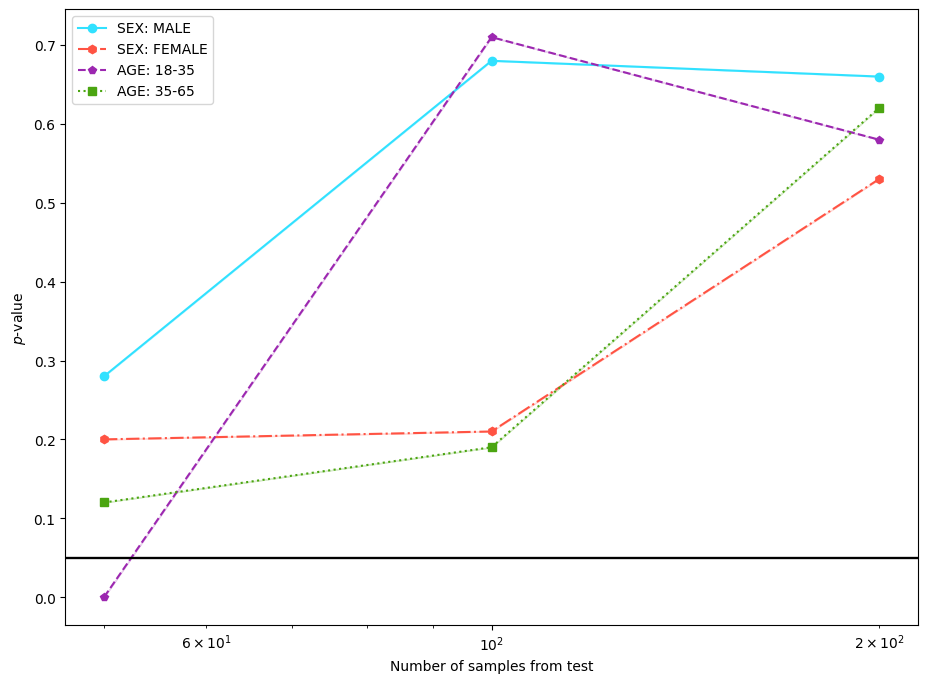 SEX: MALE
SEX: FEMALE
AGE: 18-35
AGE: 35-65
0.7
0.6
0.5
0.4
0.3
0.2
0.1
0.0
p-value
6 × 10¹
10²
2 × 10²
Number of samples from test